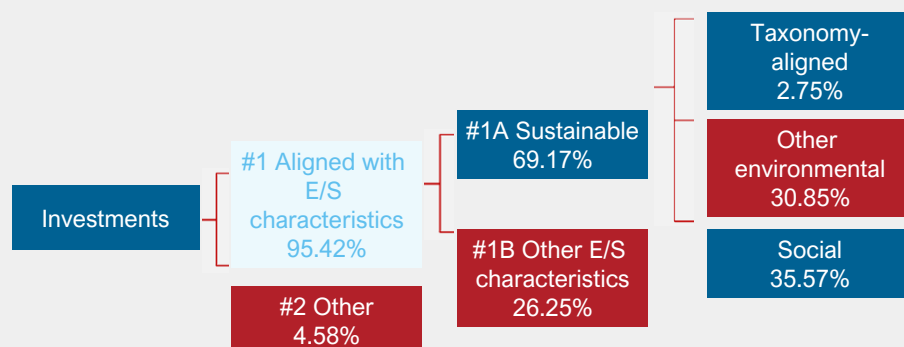 Investments
#1 Aligned with
E/S
characteristics
95.42%
#2 Other
4.58%
#1A Sustainable
69.17%
#1B Other E/S
characteristics
26.25%
Taxonomy-
aligned
2.75%
Other
environmental
30.85%
Social
35.57%